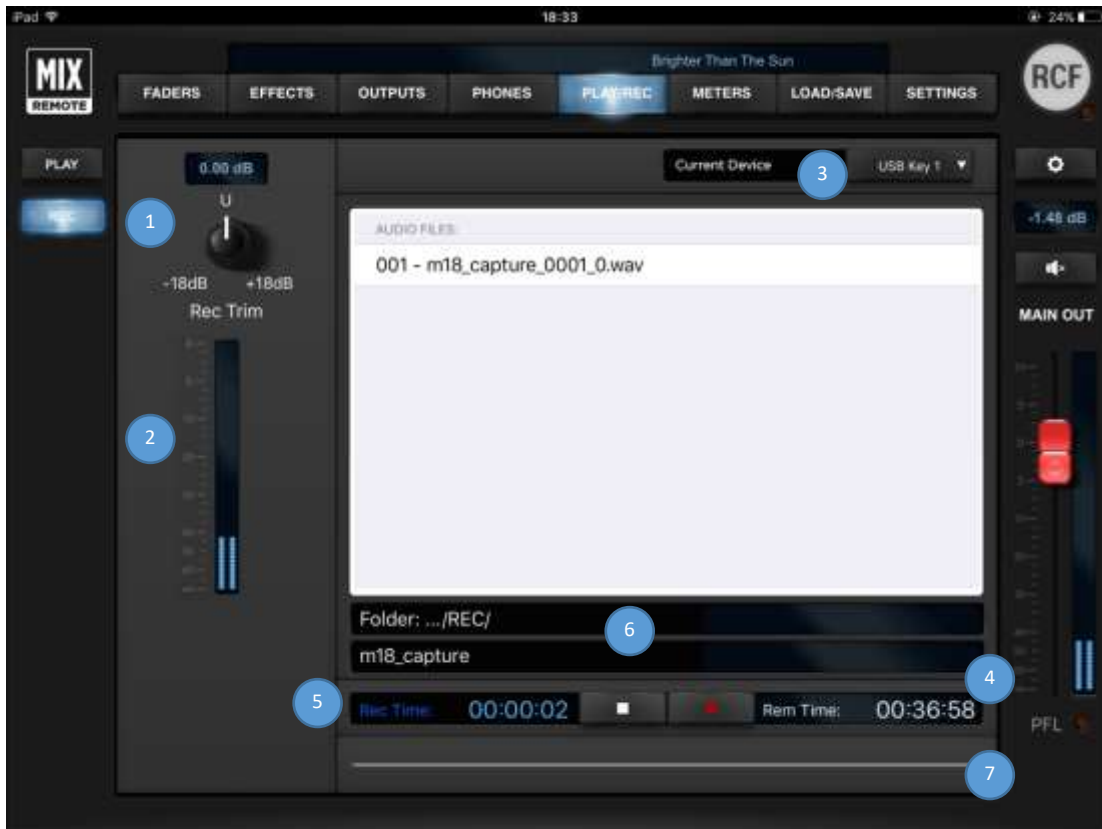 iPad 18:33 24%
Brighter Than The Sun
MIX
REMOTE
RCF
FADERS EFFECTS OUTPUTS PHONES PLAY/REC METERS LOAD/SAVE SETTINGS
PLAY
REC
0.00 dB
Current Device
3
USB Key 1
U
1
-18dB +18dB
Rec Trim
2
AUDIO FILES:
001 - m18_capture_0001_0.wav
-1.48 dB
MAIN OUT
Folder: .../REC/
6
m18_capture
4
5
Rec Time: 00:00:02
Rem Time: 00:36:58
PFL
7